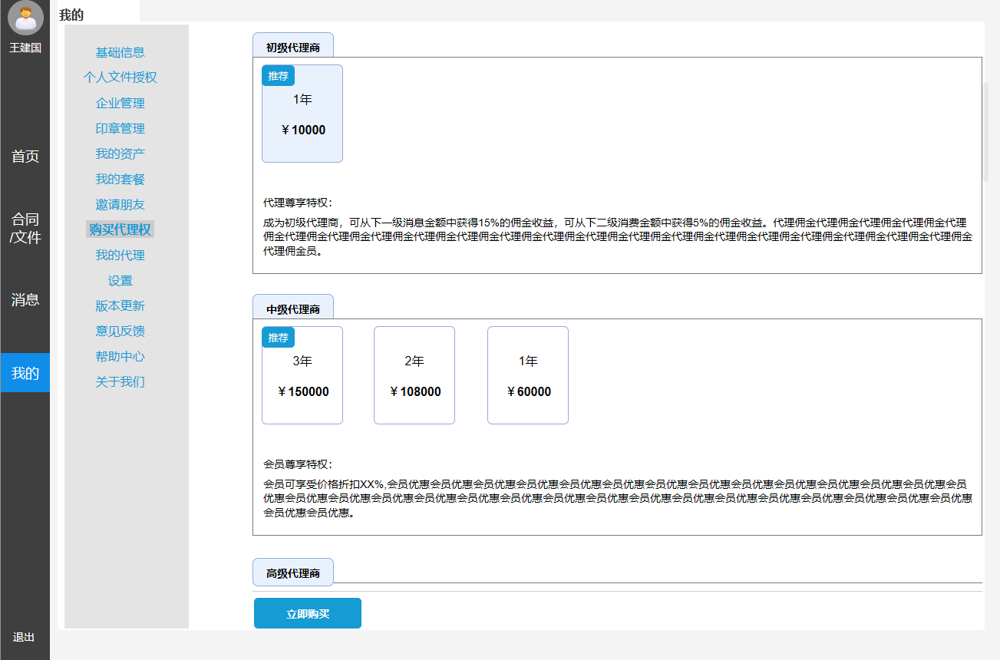 我的
王建国
首页
合同
/文件
消息
我的
退出
基础信息
个人文件授权
企业管理
印章管理
我的资产
我的套餐
邀请朋友
购买代理权
我的代理
设置
版本更新
意见反馈
帮助中心
关于我们
初级代理商
推荐
1年
￥10000
代理尊享特权：
成为初级代理商，可从下一级消息金额中获得15%的佣金收益，可从下二级消费金额中获得5%的佣金收益。代理佣金代理佣金代理佣金代理佣金代理
佣金代理佣金代理佣金代理佣金代理佣金代理佣金代理佣金代理佣金代理佣金代理佣金代理佣金代理佣金代理佣金代理佣金代理佣金代理佣金代理佣金
代理佣金员。
中级代理商
推荐
3年
￥150000
2年
￥108000
1年
￥60000
会员尊享特权：
会员可享受价格折扣XX%,会员优惠会员优惠会员优惠会员优惠会员优惠会员优惠会员优惠会员优惠会员优惠会员优惠会员优惠会员优惠会员优惠会员
优惠会员优惠会员优惠会员优惠会员优惠会员优惠会员优惠会员优惠会员优惠会员优惠会员优惠会员优惠会员优惠会员优惠会员优惠会员优惠会员优惠
会员优惠会员优惠。
高级代理商
立即购买